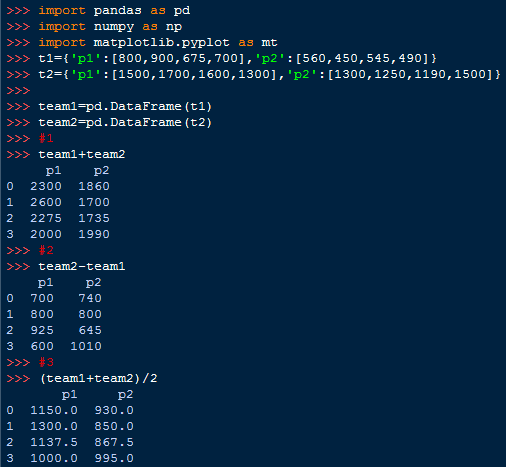 >>> import pandas as pd
>>> import numpy as np
>>> import matplotlib.pyplot as mt
>>> t1={'p1':[800,900,675,700],'p2':[560,450,545,490]}
>>> t2={'p1':[1500,1700,1600,1300],'p2':[1300,1250,1190,1500]}
>>>
>>> team1=pd.DataFrame(t1)
>>> team2=pd.DataFrame(t2)
>>> #1
>>> team1+team2
     p1    p2
0  2300  1860
1  2600  1700
2  2275  1735
3  2000  1990
>>> #2
>>> team2-team1
    p1    p2
0  700   740
1  800   800
2  925   645
3  600  1010
>>> #3
>>> (team1+team2)/2
       p1     p2
0  1150.0  930.0
1  1300.0  850.0
2  1137.5  867.5
3  1000.0  995.0